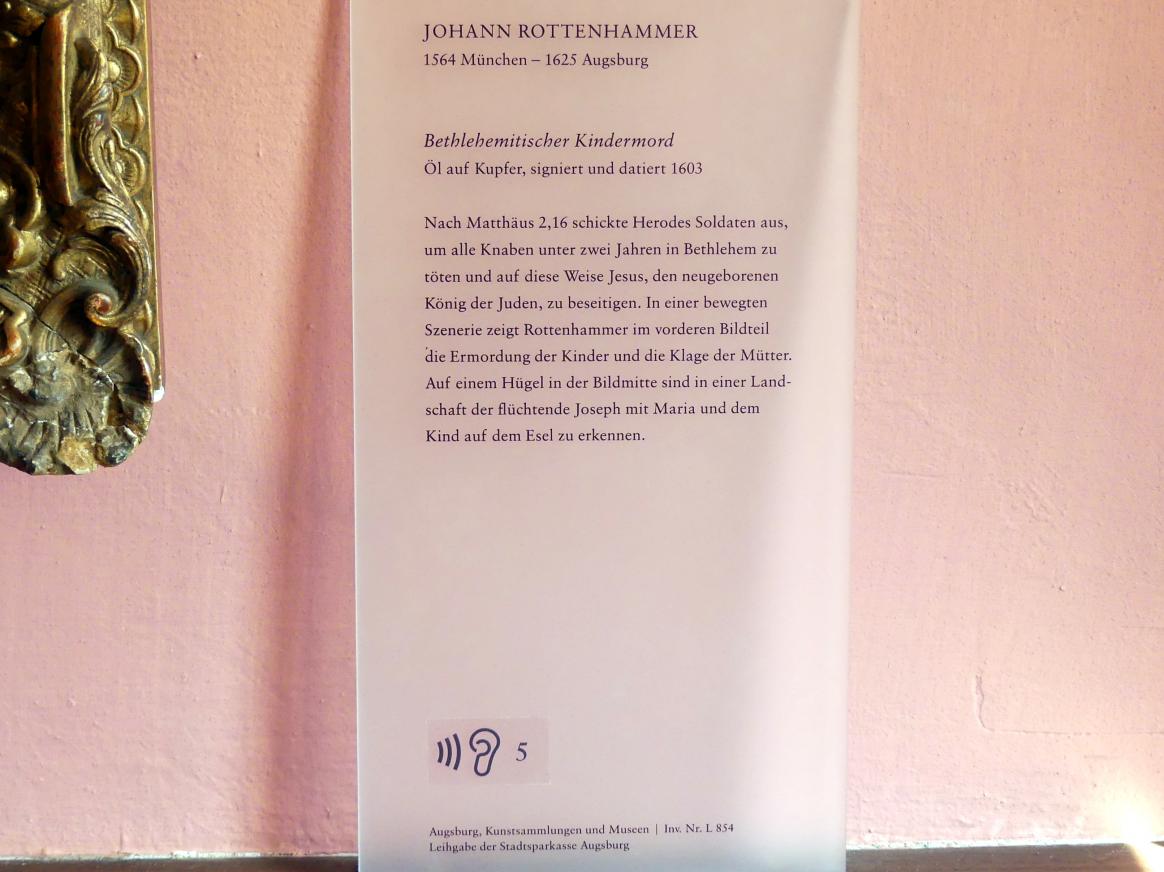 JOHANN ROTTENHAMMER
1564 München – 1625 Augsburg
Bethlehemitischer Kindermord
Öl auf Kupfer, signiert und datiert 1603
Nach Matthäus 2,16 schickte Herodes Soldaten aus,
um alle Knaben unter zwei Jahren in Bethlehem zu
töten und auf diese Weise Jesus, den neugeborenen
König der Juden, zu beseitigen. In einer bewegten
Szenerie zeigt Rottenhammer im vorderen Bildteil
die Ermordung der Kinder und die Klage der Mütter.
Auf einem Hügel in der Bildmitte sind in einer Land-
schaft der flüchtende Joseph mit Maria und dem
Kind auf dem Esel zu erkennen.
5
Augsburg, Kunstsammlungen und Museen | Inv. Nr. L 854
Leihgabe der Stadtsparkasse Augsburg